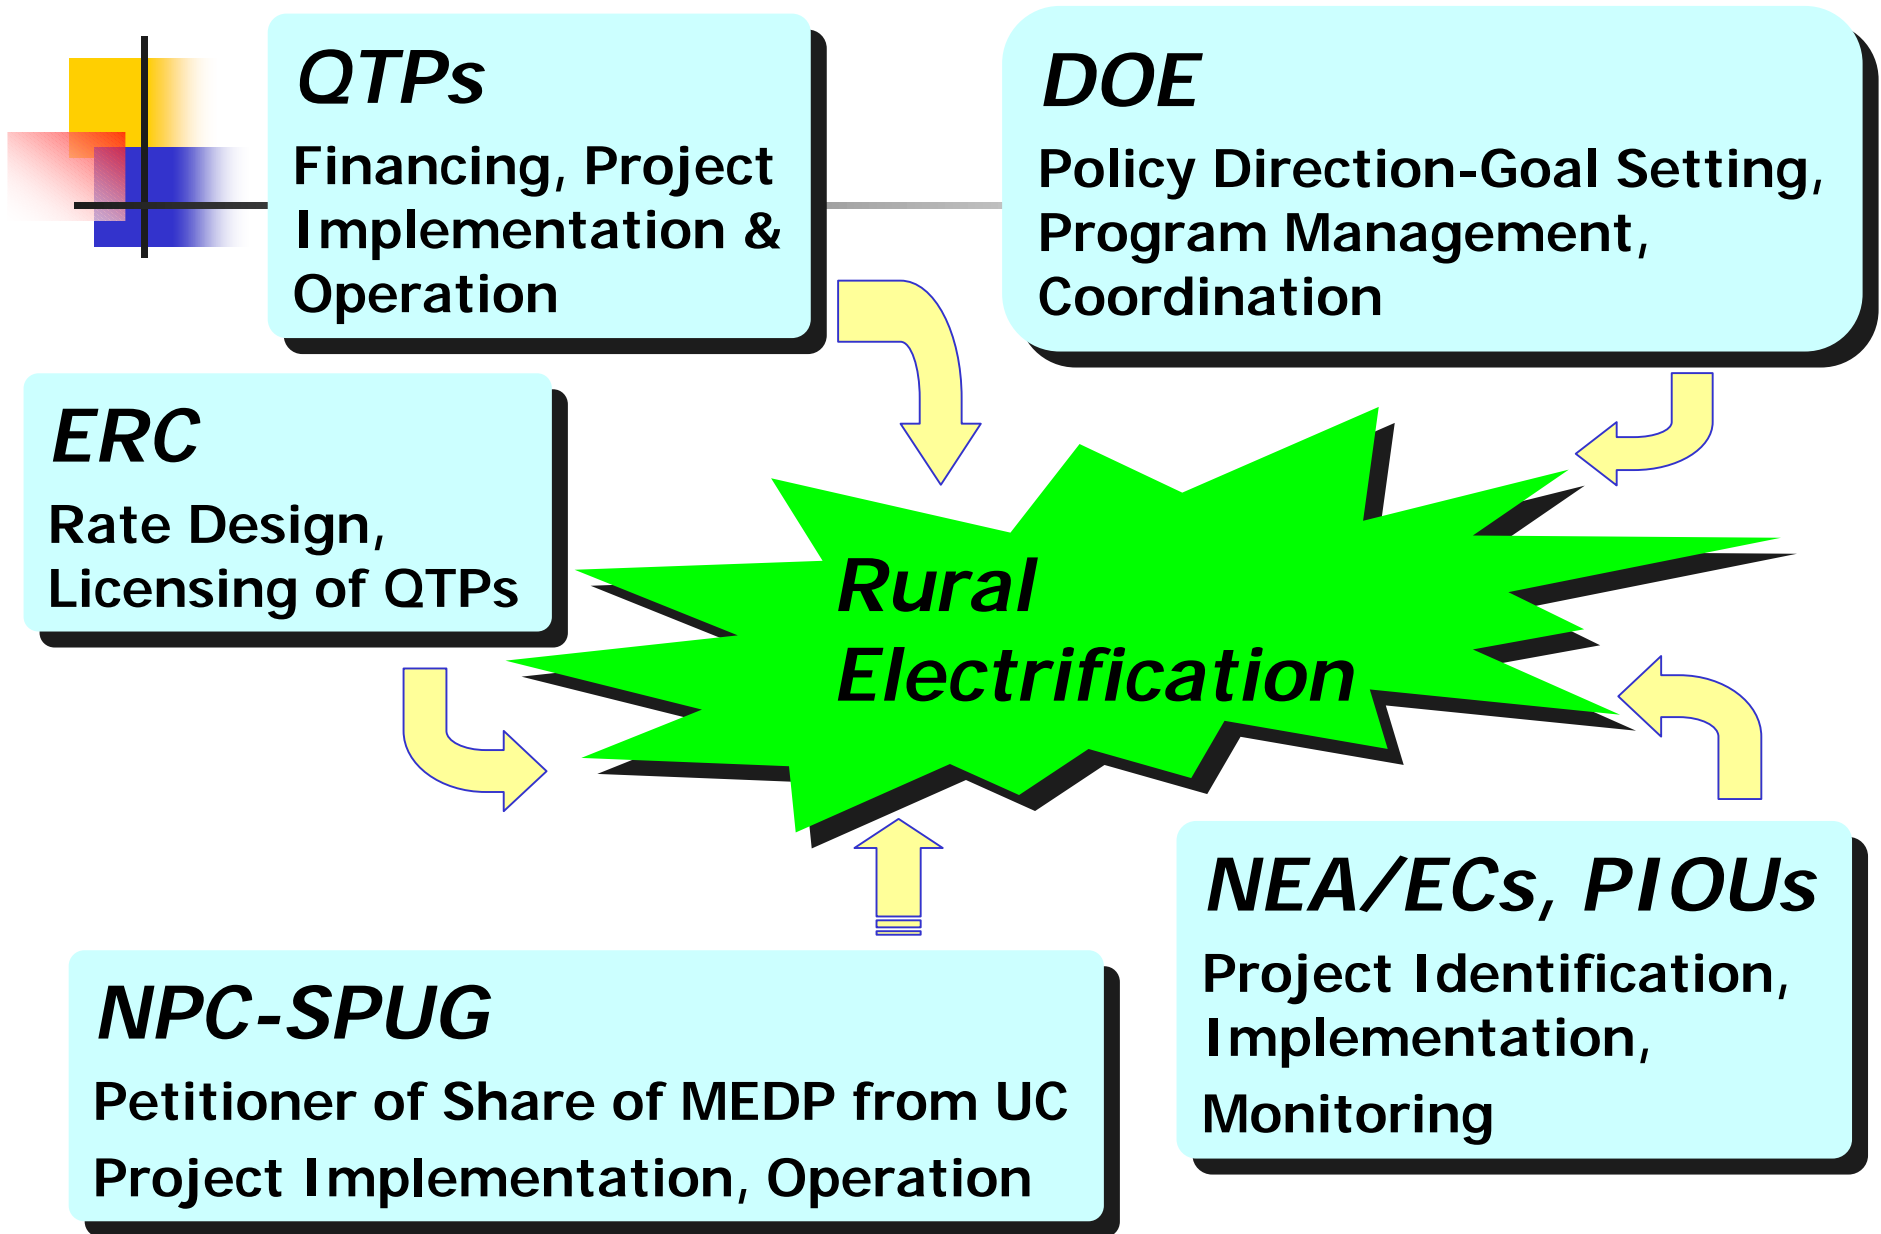 QTPs
Financing, Project
Implementation &
Operation
DOE
Policy Direction-Goal Setting,
Program Management,
Coordination
ERC
Rate Design,
Licensing of QTPs
Rural
Electrification
NPC-SPUG
Petitioner of Share of MEDP from UC
Project Implementation, Operation
NEA/ECs, PIOUs
Project Identification,
Implementation,
Monitoring